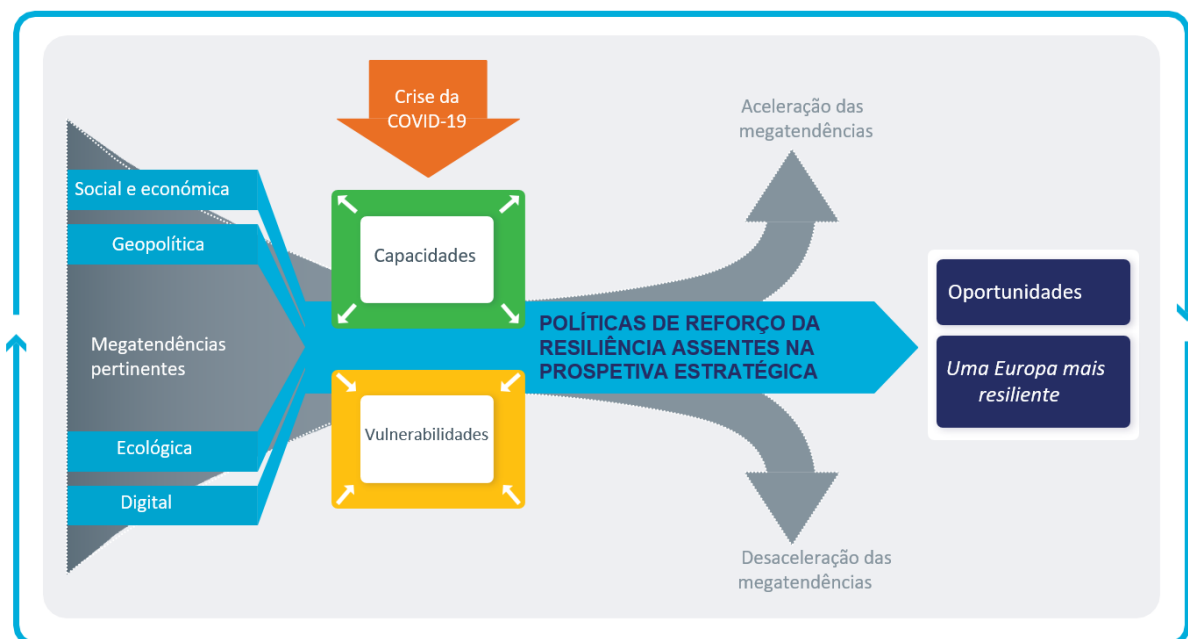 Crise da
COVID-19
Aceleração das
megatendências
Social e económica
Geopolítica
Megatendências
pertinentes
Ecológica
Digital
Capacidades
Vulnerabilidades
POLÍTICAS DE REFORÇO DA
RESILIÊNCIA ASSENTES NA
PROSPETIVA ESTRATÉGICA
Oportunidades
Uma Europa mais
resiliente
Desaceleração das
megatendências